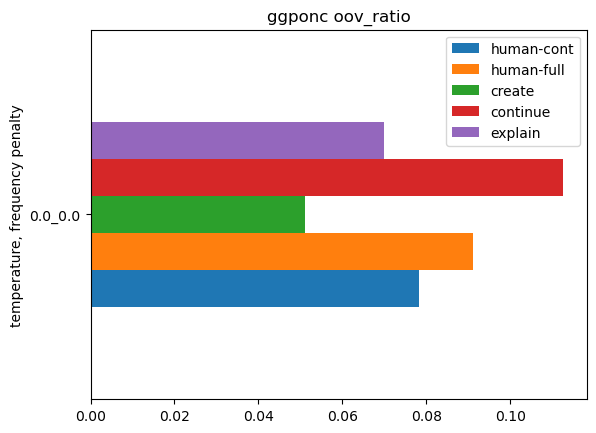 ggponc oov_ratio
human-cont
human-full
create
continue
explain
temperature, frequency penalty
0.0_0.0
0.00 0.02 0.04 0.06 0.08 0.10